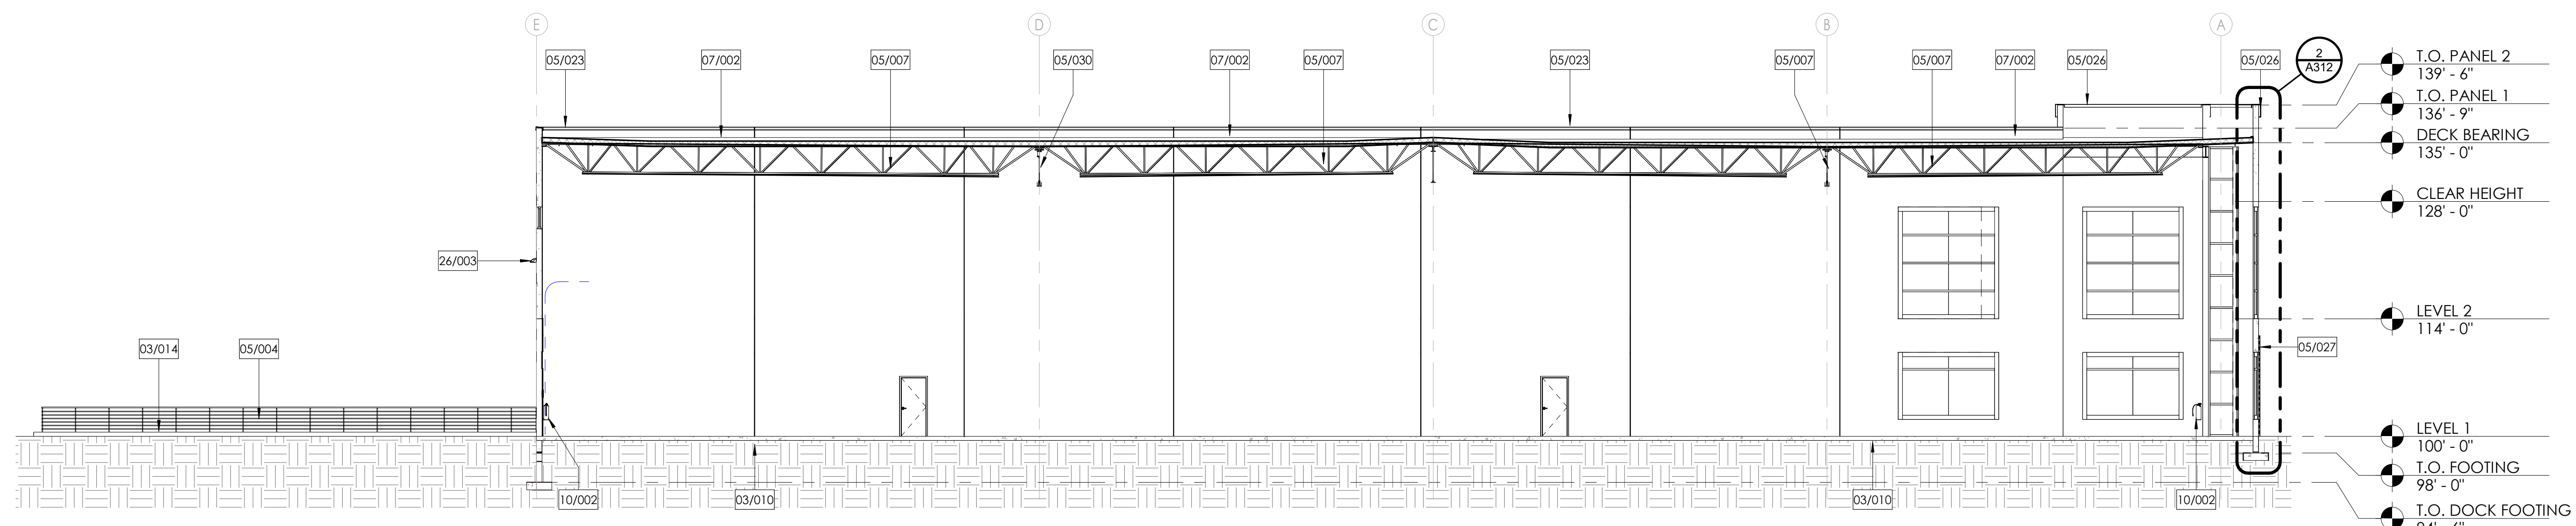 E
D
C
B
A
05/023
07/002
05/007
05/030
07/002
05/007
05/023
05/007
05/007
07/002
05/026
05/026
2
A312
T.O. PANEL 2
139' - 6"
T.O. PANEL 1
136' - 9"
DECK BEARING
135' - 0"
CLEAR HEIGHT
128' - 0"
26/003
LEVEL 2
114' - 0"
03/014
05/004
05/027
LEVEL 1
100' - 0"
T.O. FOOTING
98' - 0"
10/002
03/010
03/010
10/002
T.O. DOCK FOOTING